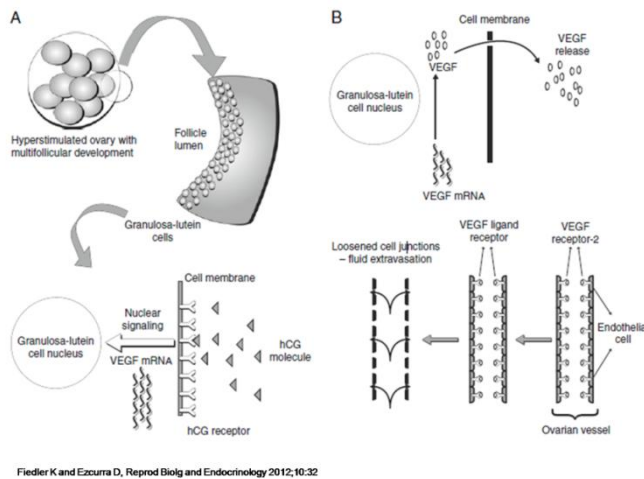 A
Hyperstimulated ovary with
multifollicular development
Follicle
lumen
Granulosa-lutein
cells
Cell membrane
Nuclear
signaling
Granulosa-lutein
cell nucleus
VEGF mRNA
hCG
molecule
hCG receptor
B
Cell membrane
VEGF
release
VEGF
Granulosa-lutein
cell nucleus
VEGF mRNA
Loosened cell junctions
– fluid extravasation
VEGF ligand
receptor
VEGF
receptor-2
Endothelia
cell
Ovarian vessel
Fiedler K and Ezcurra D, Reprod Biolg and Endocrinology 2012;10:32